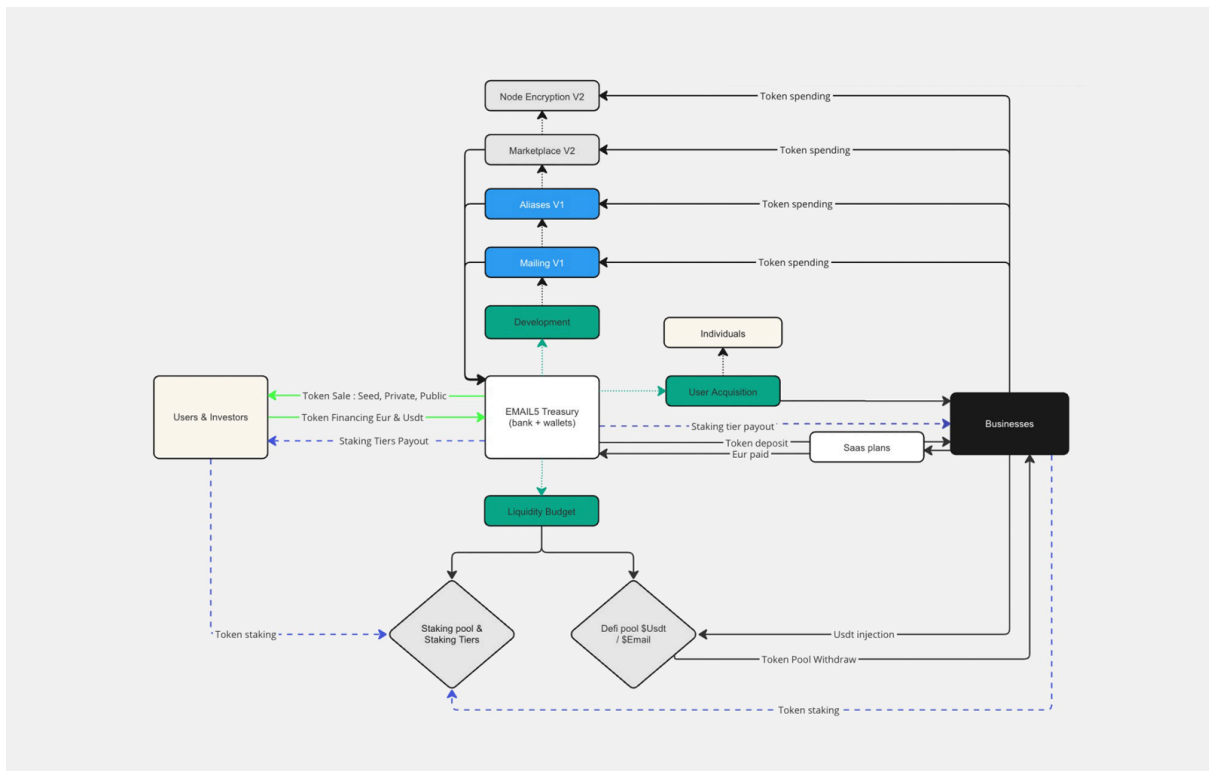 Node Encryption V2
Token spending
Marketplace V2
Token spending
Aliases V1
Token spending
Mailing V1
Token spending
Development
Individuals
User Acquisition
Users & Investors
Token Sale : Seed, Private, Public
Token Financing Eur & Usdt
Staking Tiers Payout
EMAIL5 Treasury
(bank + wallets)
Staking tier payout
Token deposit
Eur paid
Saas plans
Businesses
Liquidity Budget
Token staking
Staking pool &
Staking Tiers
Defi pool $Usdt
/ $Email
Usdt injection
Token Pool Withdraw
Token staking